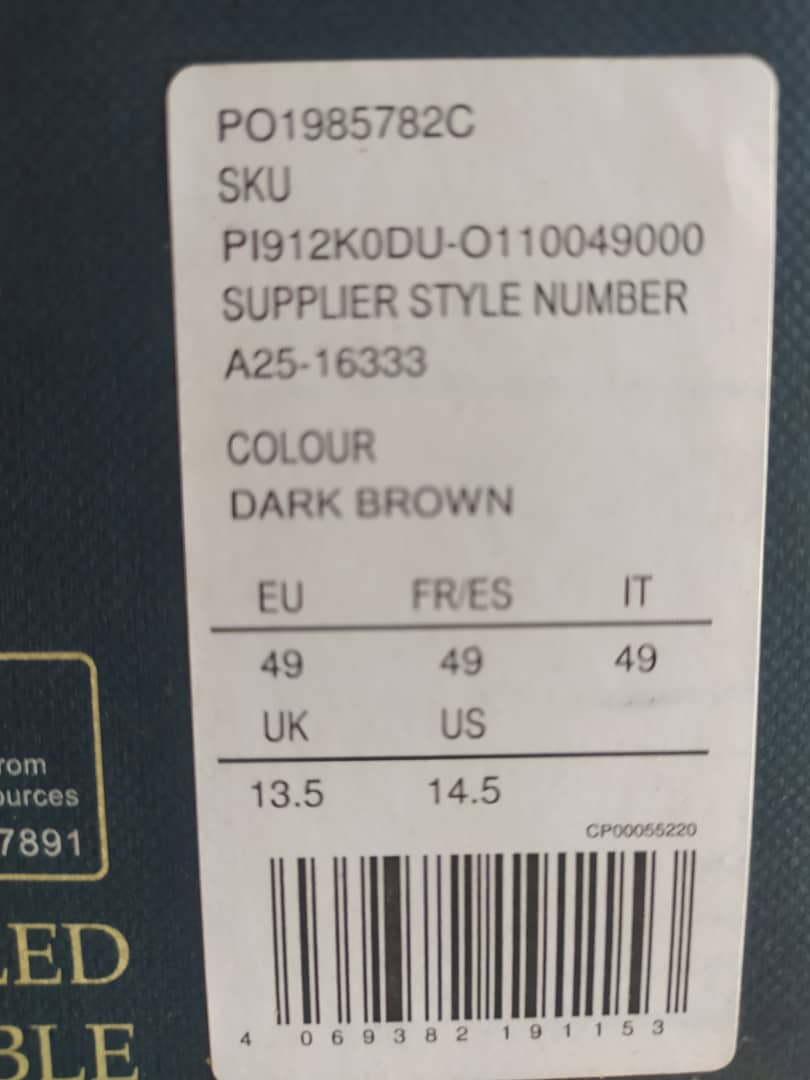 PO1985782C
SKU
PI912K0DU-O110049000
SUPPLIER STYLE NUMBER
A25-16333
COLOUR
DARK BROWN
EU FR/ES IT
49 49 49
UK US
13.5 14.5
CP00055220
4 069382 191153
rom
ources
7891
LED
BLE